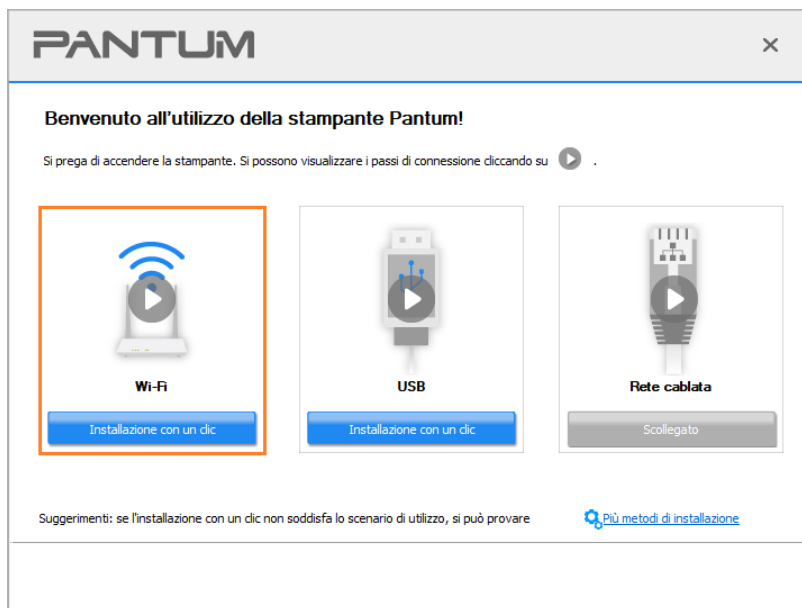 PANTUM
Benvenuto all'utilizzo della stampante Pantum!
Si prega di accendere la stampante. Si possono visualizzare i passi di connessione cliccando su .
Wi-Fi
Installazione con un clic
USB
Installazione con un clic
Rete cablata
Scollegato
Suggerimenti: se l'installazione con un clic non soddisfa lo scenario di utilizzo, si può provare Più metodi di installazione